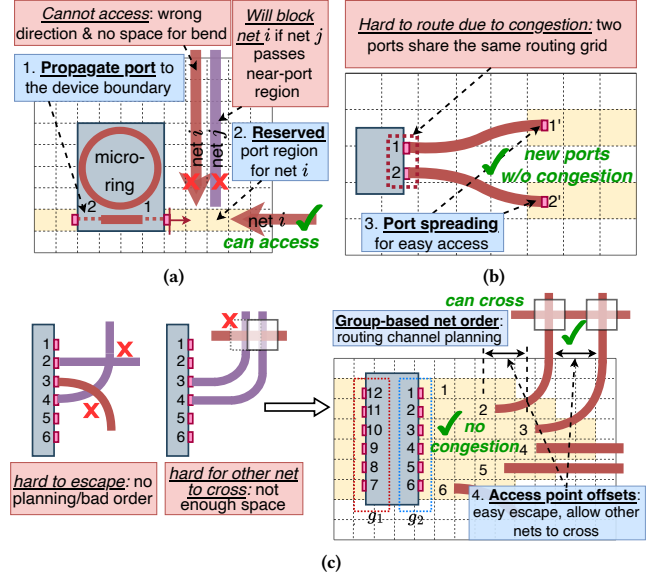 Cannot access: wrong
direction & no space for bend
Will block
net i if net j
passes
near-port
region
1. Propagate port to
the device boundary
2. Reserved
port region
for net i
net i
net j
micro-
ring
2
1
X
X
net i
can access
(a)
Hard to route due to congestion: two
ports share the same routing grid
1
2
1'
2'
new ports
w/o congestion
3. Port spreading
for easy access
(b)
1
2
3
4
5
6
X
X
hard to escape: no
planning/bad order
1
2
3
4
5
6
X
hard for other net
to cross: not
enough space
can cross
Group-based net order:
routing channel planning
12
11
10
9
8
7
1
2
3
4
5
6
1
2
3
4
5
6
no
congestion
g1
g2
4. Access point offsets:
easy escape, allow other
nets to cross
(c)